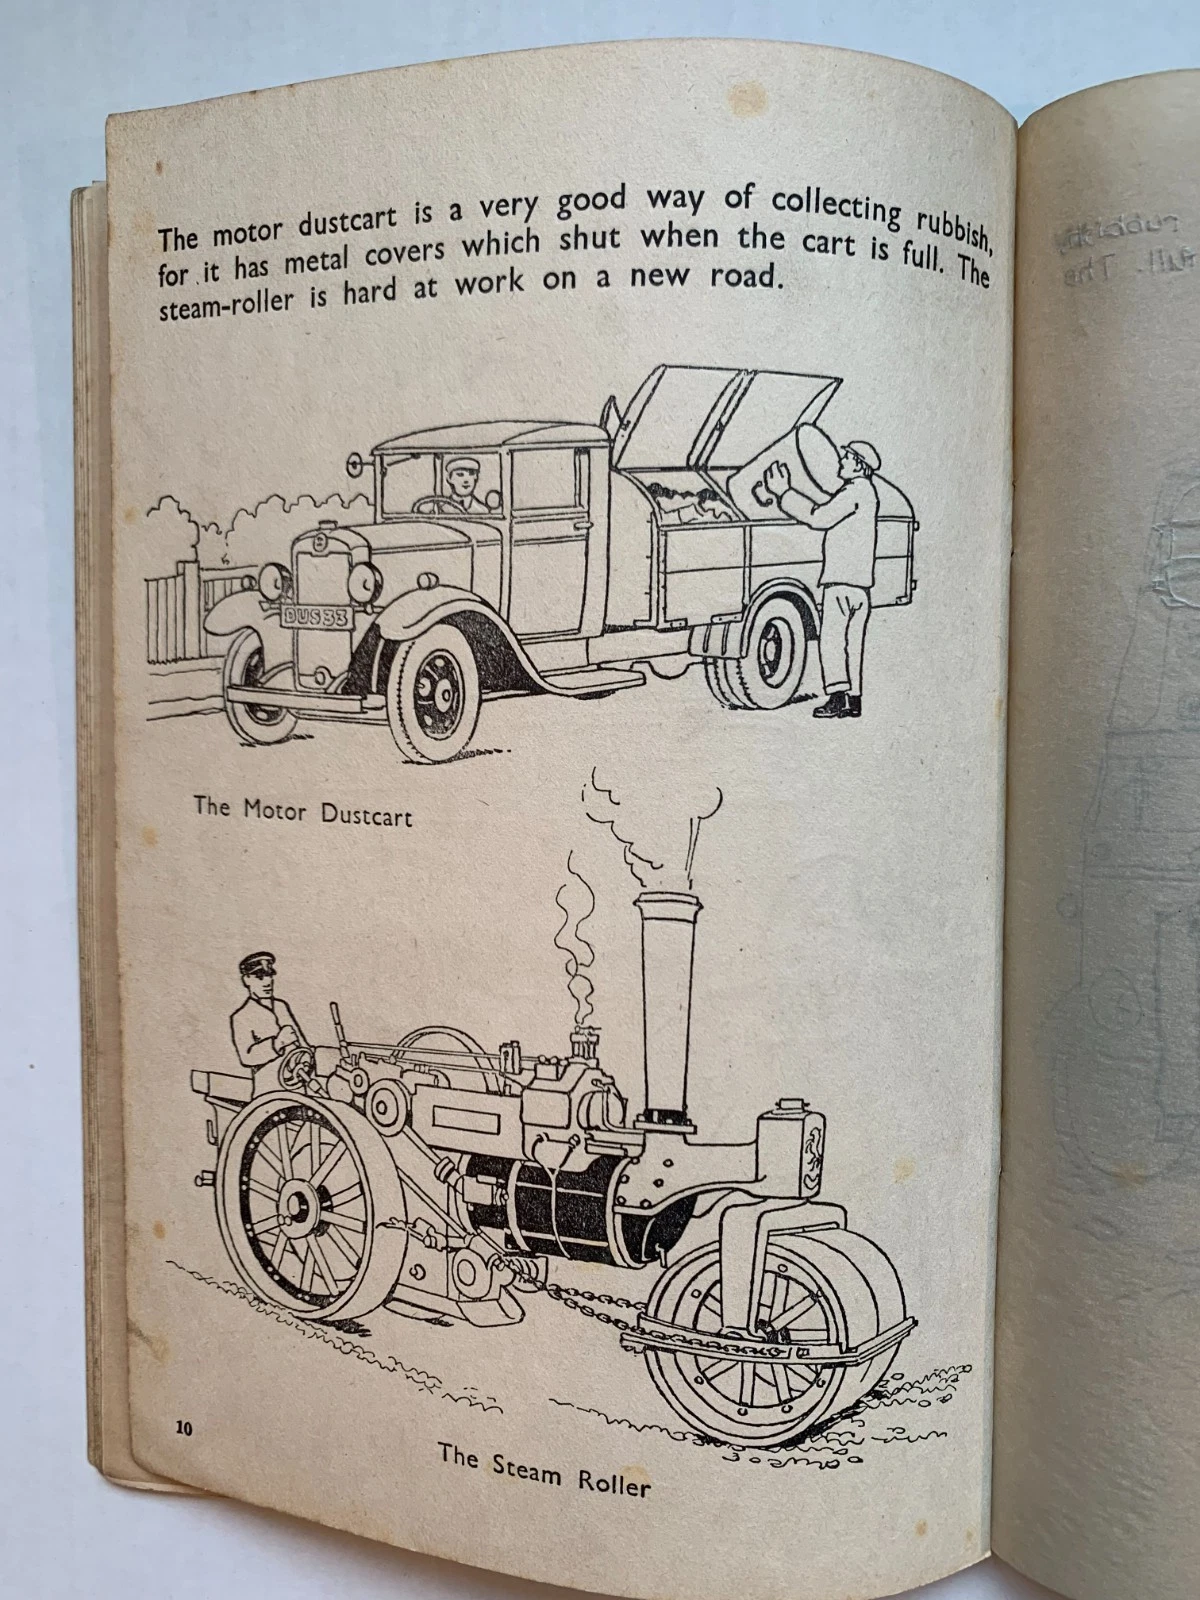 The motor dustcart is a very good way of collecting rubbish,
for it has metal covers which shut when the cart is full. The
steam-roller is hard at work on a new road.
DUS33
The Motor Dustcart
10
The Steam Roller